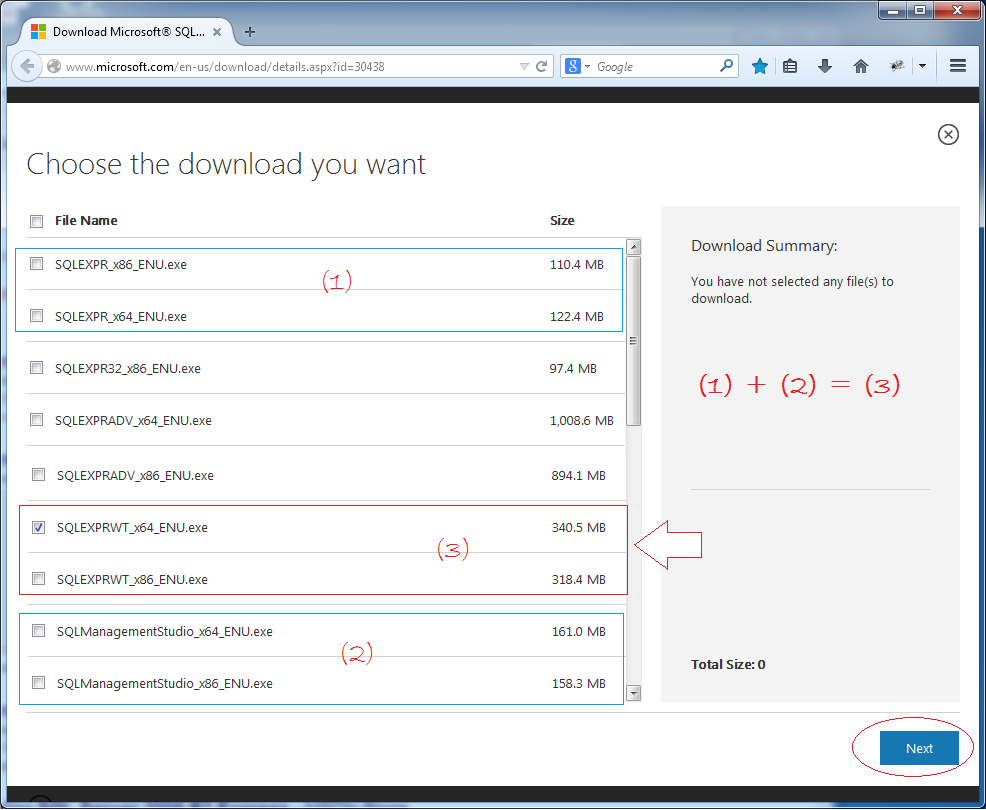 Download Microsoft® SQL...
www.microsoft.com/en-us/download/details.aspx?id=30438
Google
Choose the download you want
File Name Size
SQLEXPR_x86_ENU.exe 110.4 MB
(1)
SQLEXPR_x64_ENU.exe 122.4 MB
SQLEXPR32_x86_ENU.exe 97.4 MB
SQLEXPRADV_x64_ENU.exe 1,008.6 MB
SQLEXPRADV_x86_ENU.exe 894.1 MB
SQLEXPRWT_x64_ENU.exe 340.5 MB
(3)
SQLEXPRWT_x86_ENU.exe 318.4 MB
SQLManagementStudio_x64_ENU.exe 161.0 MB
(2)
SQLManagementStudio_x86_ENU.exe 158.3 MB
Download Summary:
You have not selected any file(s) to
download.
(1) + (2) = (3)
Total Size: 0
Next